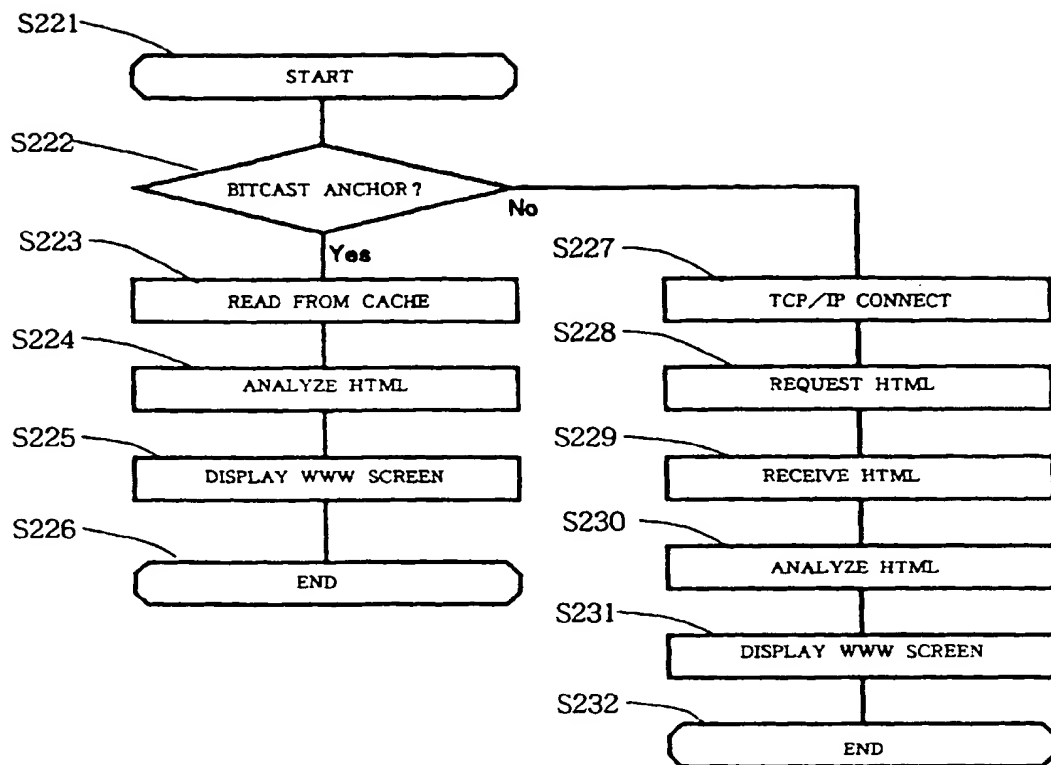 S221
START
S222
BITCAST ANCHOR?
No
Yes
S223
READ FROM CACHE
S224
ANALYZE HTML
S225
DISPLAY WWW SCREEN
S226
END
S227
TCP/IP CONNECT
S228
REQUEST HTML
S229
RECEIVE HTML
S230
ANALYZE HTML
S231
DISPLAY WWW SCREEN
S232
END